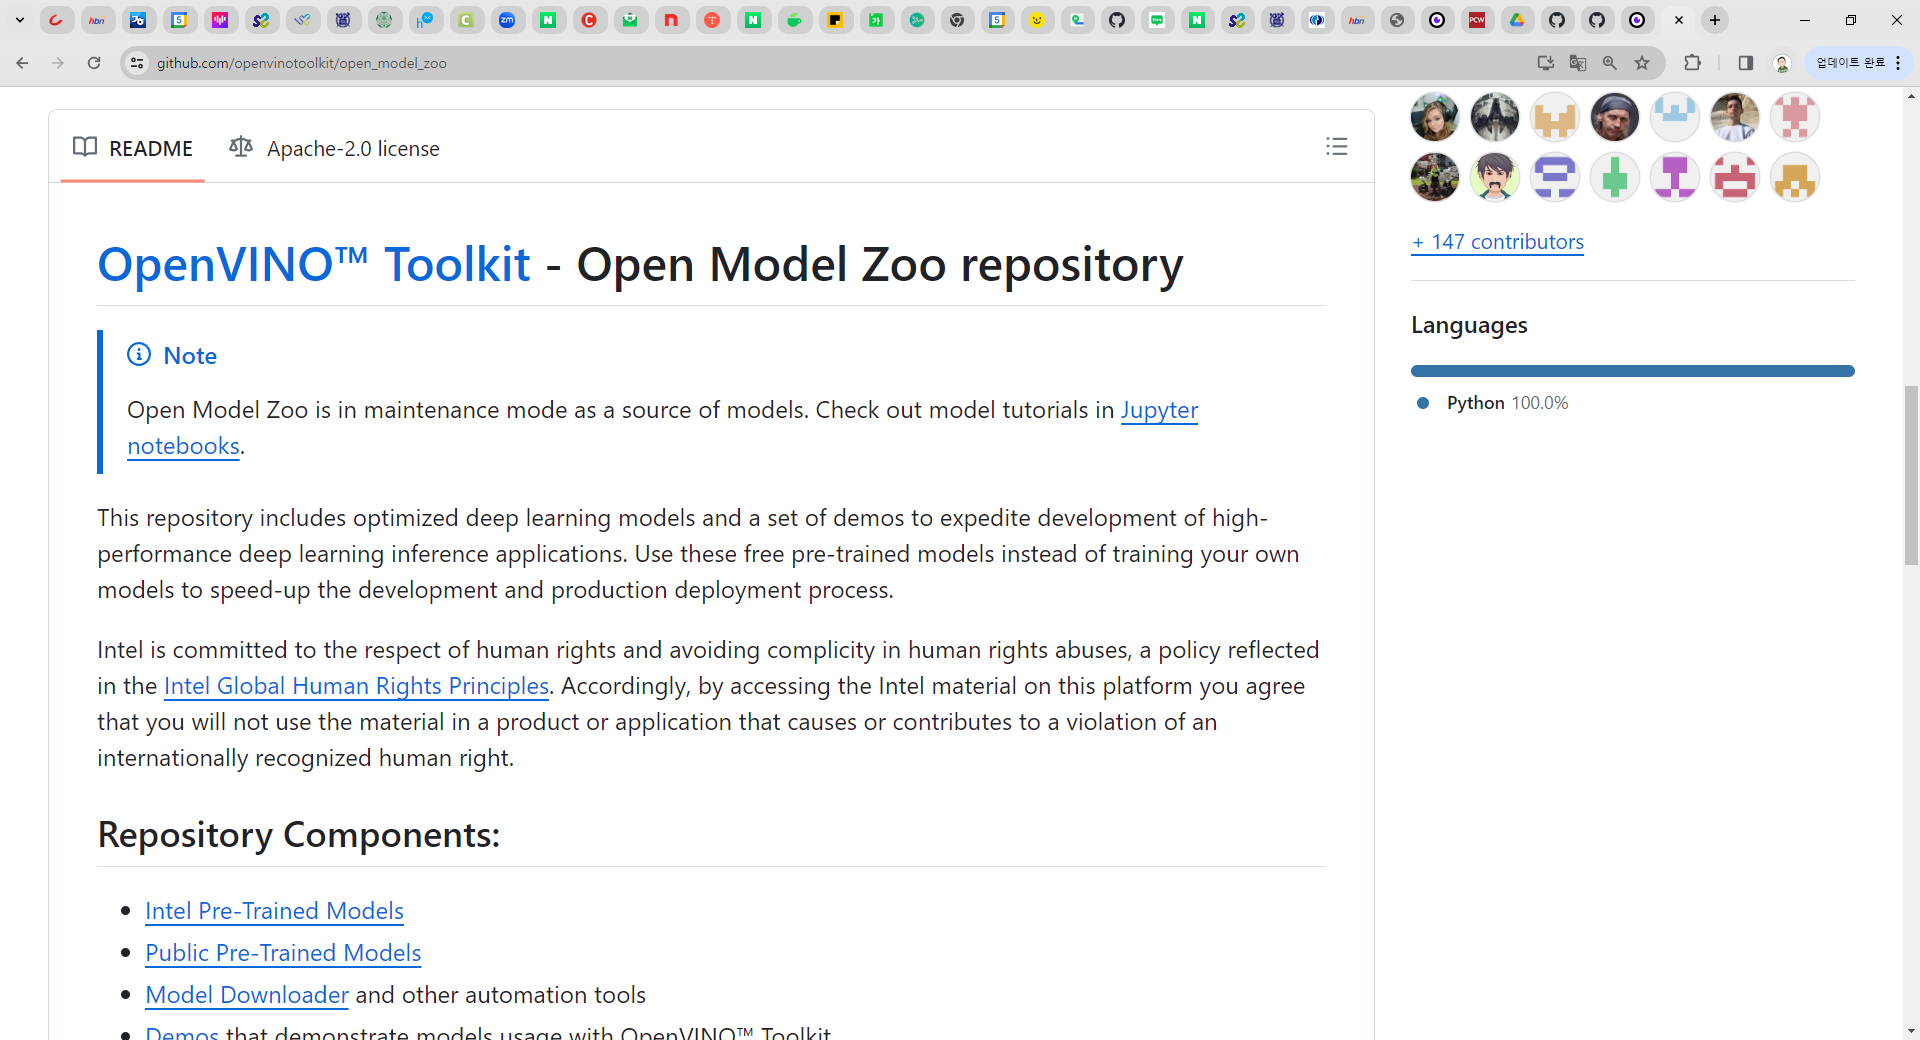 github.com/openvinotoolkit/open_model_zoo
업데이트 완료
README
Apache-2.0 license
OpenVINO™ Toolkit - Open Model Zoo repository
Note
Open Model Zoo is in maintenance mode as a source of models. Check out model tutorials in Jupyter
notebooks.
This repository includes optimized deep learning models and a set of demos to expedite development of high-
performance deep learning inference applications. Use these free pre-trained models instead of training your own
models to speed-up the development and production deployment process.
Intel is committed to the respect of human rights and avoiding complicity in human rights abuses, a policy reflected
in the Intel Global Human Rights Principles. Accordingly, by accessing the Intel material on this platform you agree
that you will not use the material in a product or application that causes or contributes to a violation of an
internationally recognized human right.
Repository Components:
Intel Pre-Trained Models
Public Pre-Trained Models
Model Downloader and other automation tools
Demos that demonstrate models usage with OpenVINO™ Toolkit
+ 147 contributors
Languages
Python 100.0%